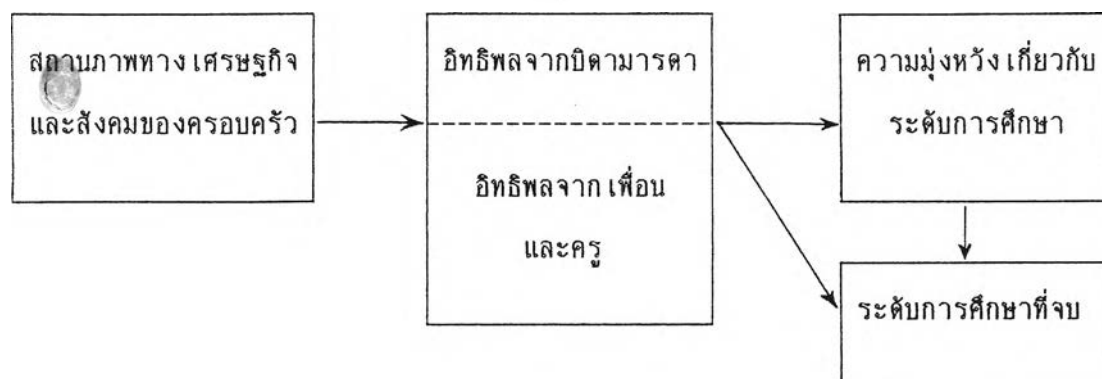 สถานภาพทางเศรษฐกิจ
และสังคมของครอบครัว
อิทธิพลจากบิดามารดา
อิทธิพลจากเพื่อน
และครู
ความมุ่งหวังเกี่ยวกับ
ระดับการศึกษา
ระดับการศึกษาที่จบ